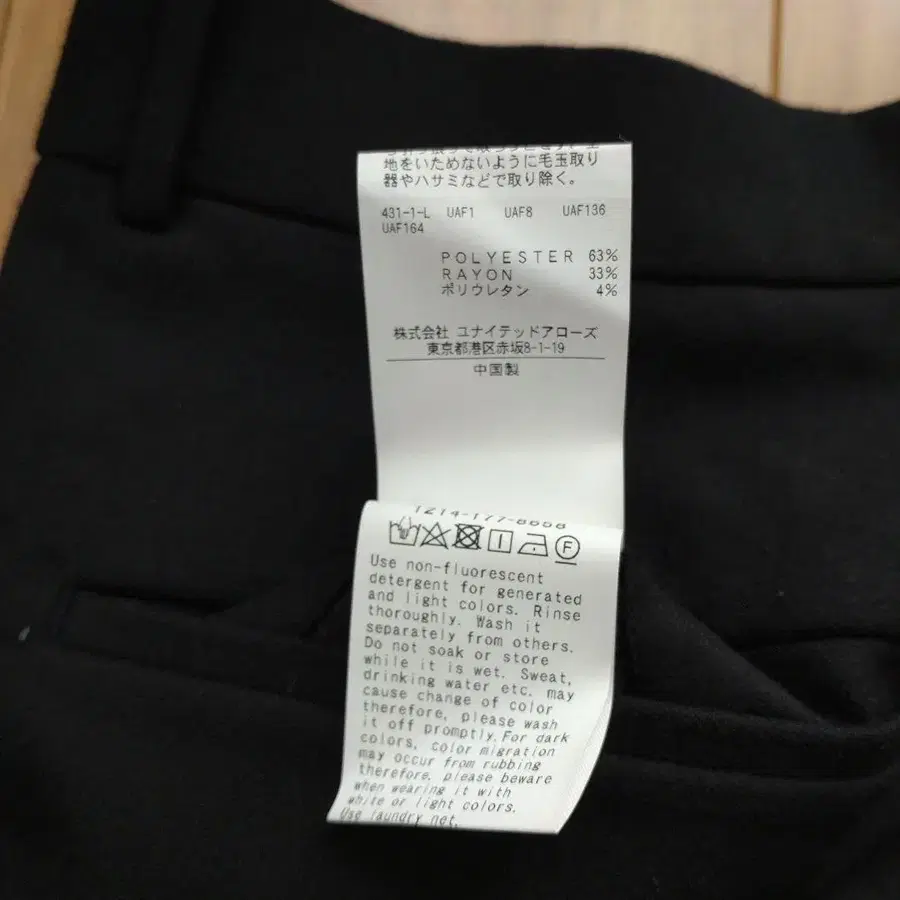 地をいためないように毛玉取り
器やハサミなどで取り除く。
431-1-L UAF1 UAF8 UAF136
UAF164
POLYESTER 63%
RAYON 33%
ポリウレタン 4%
株式会社 ユナイテッドアローズ
東京都港区赤坂8-1-19
中国製
1214-177-8658
F
Use non-fluorescent
detergent for generated
and light colors. Rinse
thoroughly. Wash it
separately from others.
Do not soak or store
while it is wet. Sweat,
drinking water etc. may
cause change of color
therefore, please wash
it off promptly. For dark
colors, color migration
may occur from rubbing
therefore, please beware
when wearing it with
white or light colors.
Use laundry net.